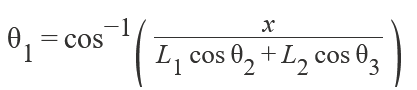 θ₁ = cos⁻¹( x / (L₁ cos θ₂ + L₂ cos θ₃) )